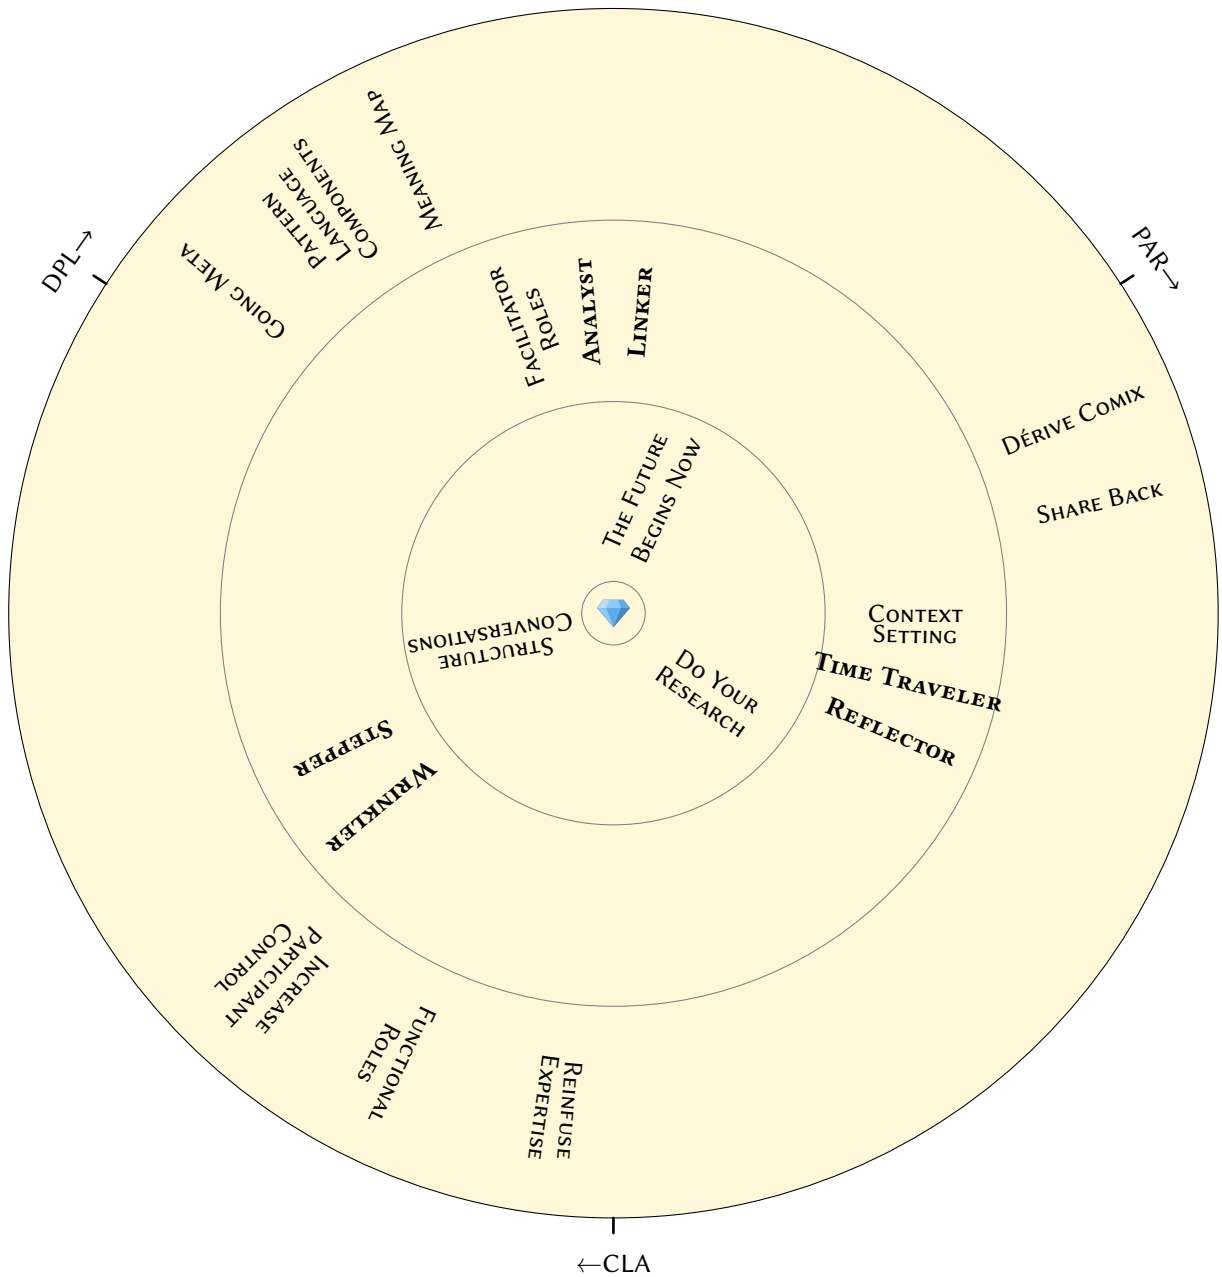 DPL→
PAR→
Meaning Map
Pattern
Language
Components
Going Meta
Facilitator
Roles
Analyst
Linker
Dérive Comix
Share Back
The Future
Begins Now
Structure
Conversations
Do Your
Research
Context
Setting
Time Traveler
Reflector
Stepper
Wrinkler
Increase
Participant
Control
Functional
Roles
Reinfuse
Expertise
←CLA